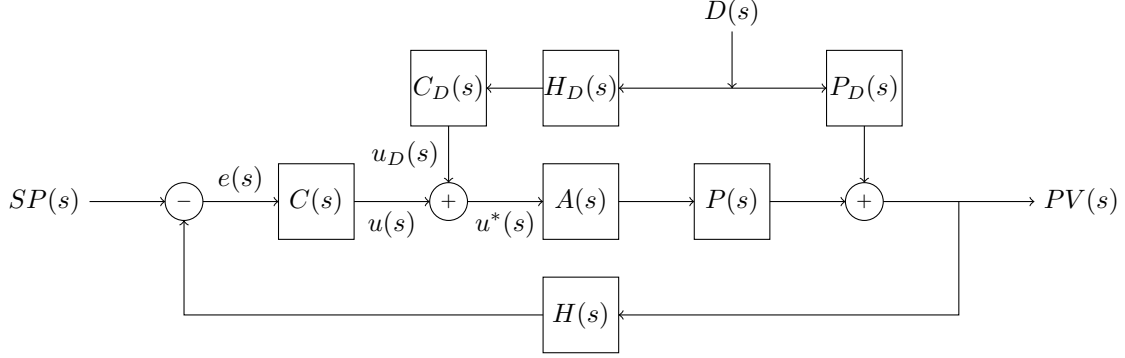 D(s)
C_D(s)
H_D(s)
P_D(s)
u_D(s)
SP(s)
−
e(s)
C(s)
u(s)
+
u*(s)
A(s)
P(s)
+
PV(s)
H(s)